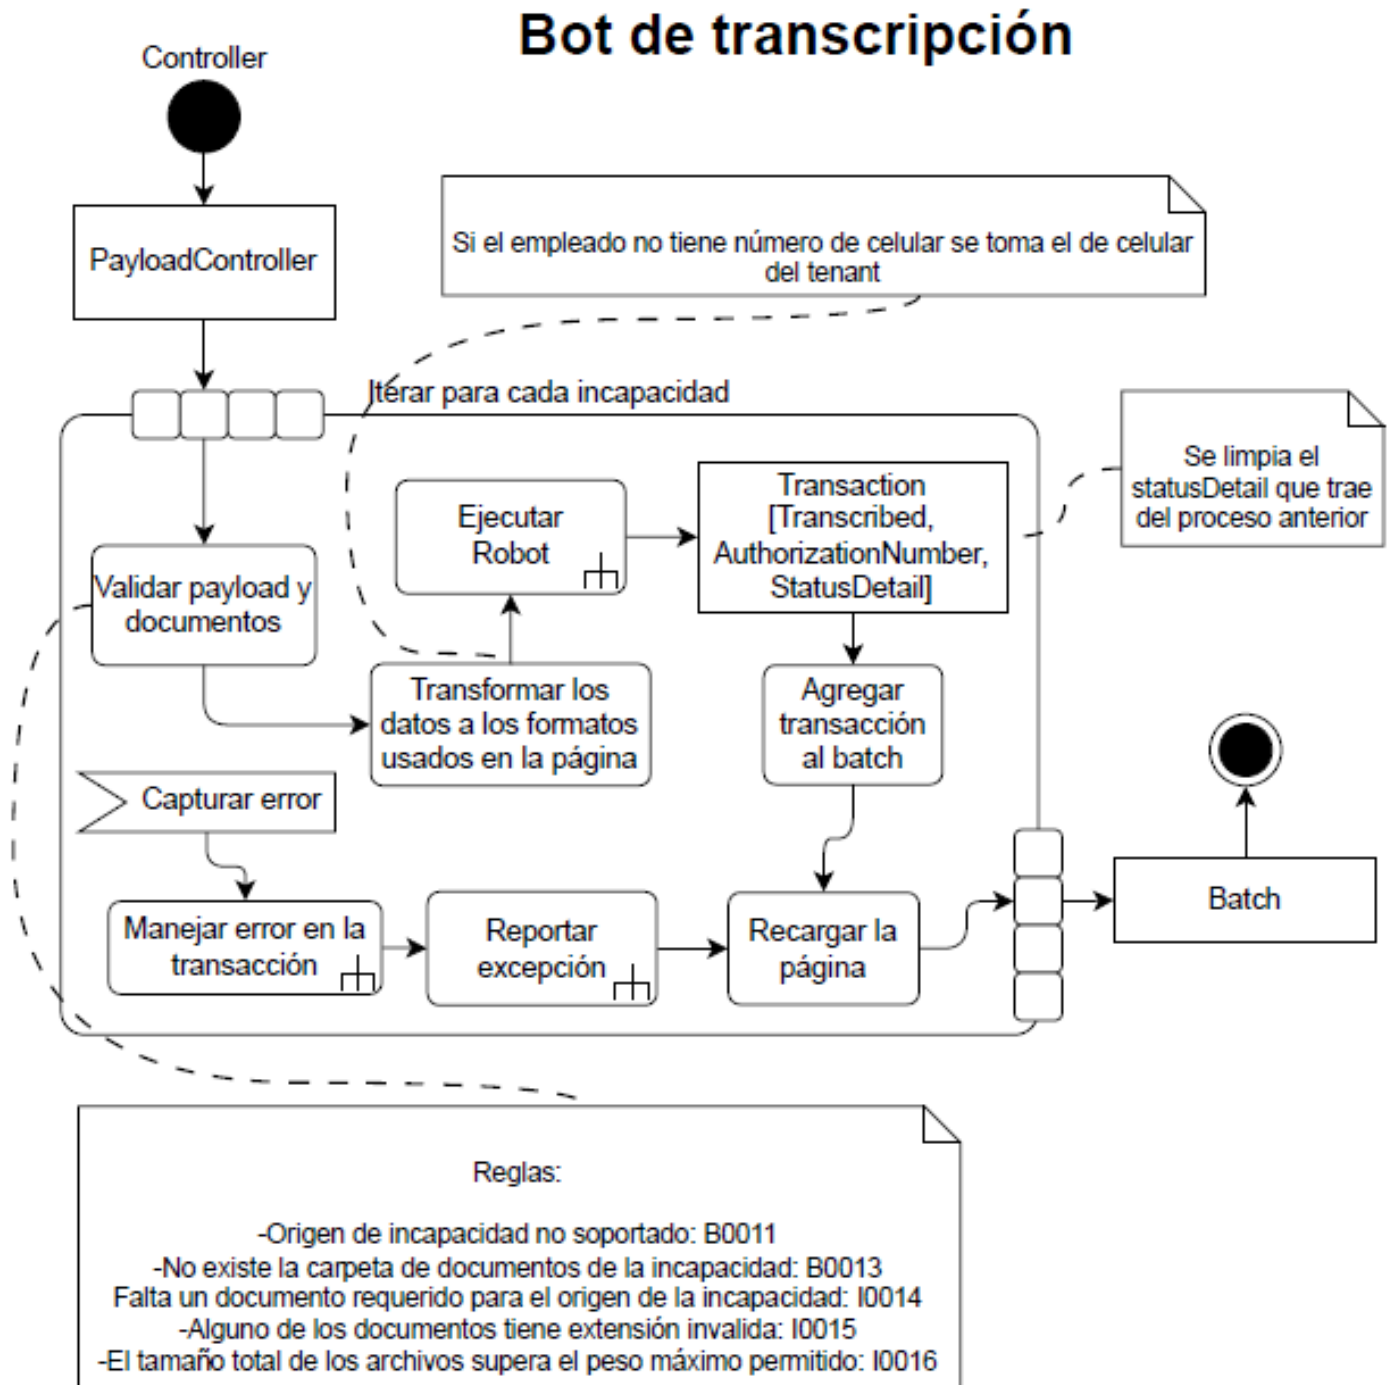 Bot de transcripción
Controller
PayloadController
Si el empleado no tiene número de celular se toma el de celular
del tenant
Iterar para cada incapacidad
Se limpia el
statusDetail que trae
del proceso anterior
Ejecutar
Robot
Transaction
[Transcribed,
AuthorizationNumber,
StatusDetail]
Validar payload y
documentos
Transformar los
datos a los formatos
usados en la página
Agregar
transacción
al batch
Capturar error
Manejar error en la
transacción
Reportar
excepción
Recargar la
página
Batch
Reglas:
-Origen de incapacidad no soportado: B0011
-No existe la carpeta de documentos de la incapacidad: B0013
Falta un documento requerido para el origen de la incapacidad: I0014
-Alguno de los documentos tiene extensión invalida: I0015
-El tamaño total de los archivos supera el peso máximo permitido: I0016